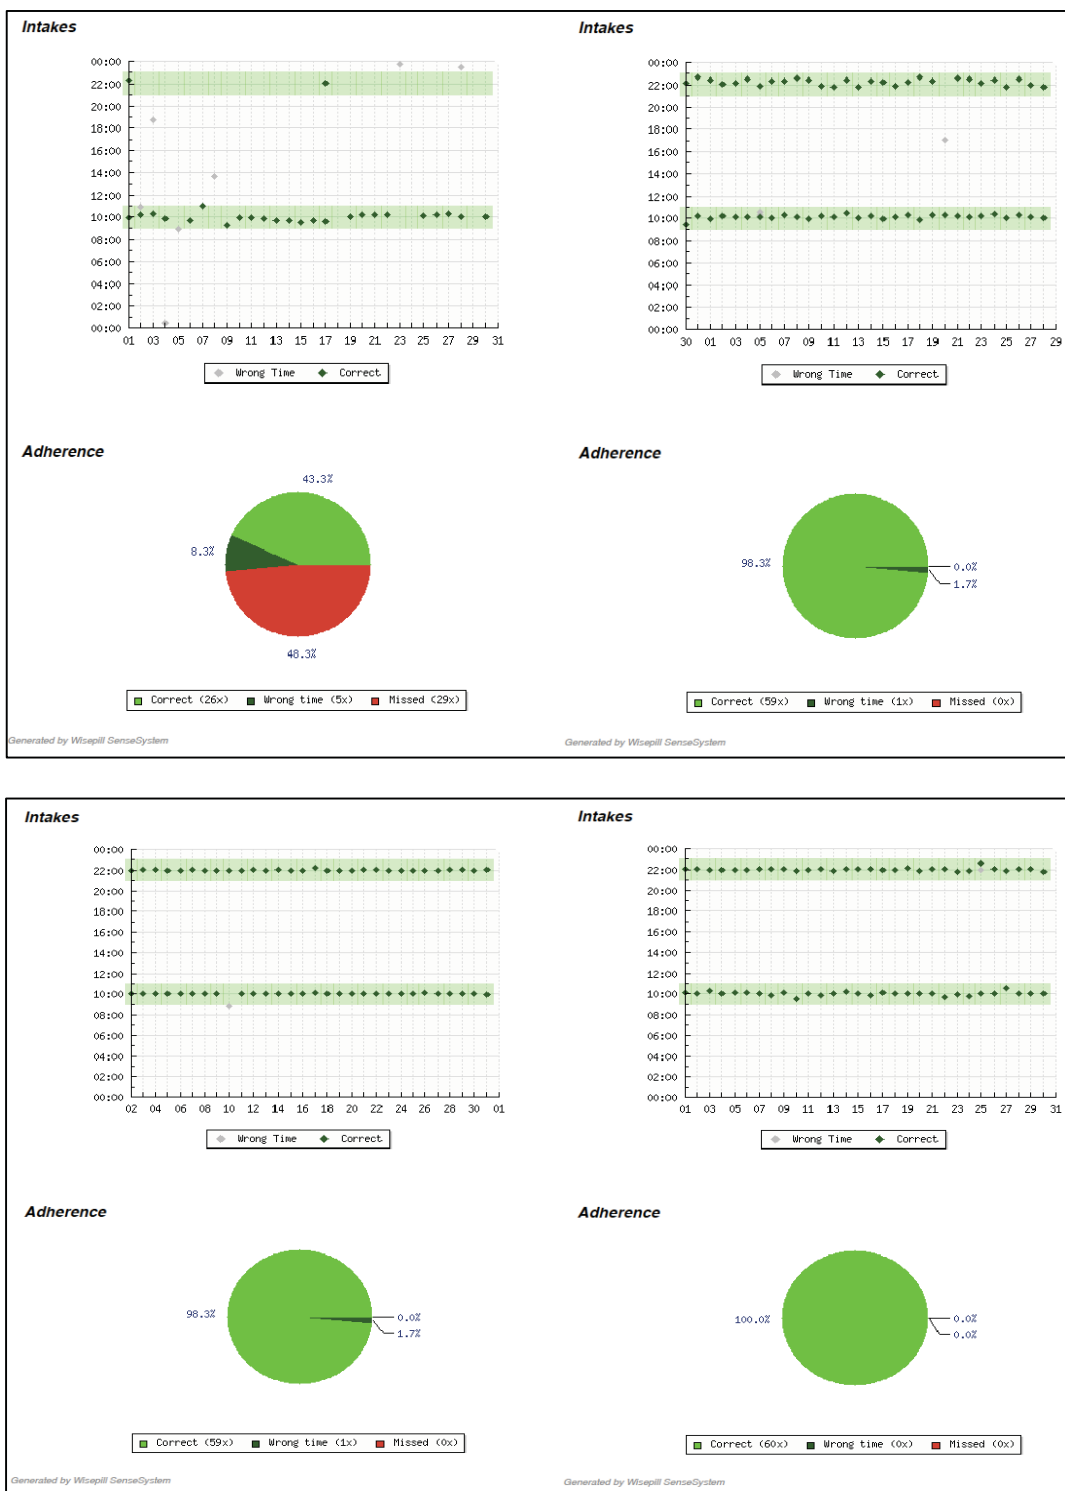 Intakes
00:00
22:00
20:00
18:00
16:00
14:00
12:00
10:00
08:00
06:00
04:00
02:00
00:00
01 03 05 07 09 11 13 15 17 19 21 23 25 27 29 31
Wrong Time Correct
Adherence
43.3%
8.3%
48.3%
Correct (26x) Wrong time (5x) Missed (29x)
Generated by Wisepill SenseSystem
Intakes
00:00
22:00
20:00
18:00
16:00
14:00
12:00
10:00
08:00
06:00
04:00
02:00
00:00
30 01 03 05 07 09 11 13 15 17 19 21 23 25 27 29
Wrong Time Correct
Adherence
98.3%
0.0%
1.7%
Correct (59x) Wrong time (1x) Missed (0x)
Generated by Wisepill SenseSystem
Intakes
00:00
22:00
20:00
18:00
16:00
14:00
12:00
10:00
08:00
06:00
04:00
02:00
00:00
02 04 06 08 10 12 14 16 18 20 22 24 26 28 30 01
Wrong Time Correct
Adherence
98.3%
0.0%
1.7%
Correct (59x) Wrong time (1x) Missed (0x)
Generated by Wisepill SenseSystem
Intakes
00:00
22:00
20:00
18:00
16:00
14:00
12:00
10:00
08:00
06:00
04:00
02:00
00:00
01 03 05 07 09 11 13 15 17 19 21 23 25 27 29 31
Wrong Time Correct
Adherence
100.0%
0.0%
0.0%
Correct (60x) Wrong time (0x) Missed (0x)
Generated by Wisepill SenseSystem